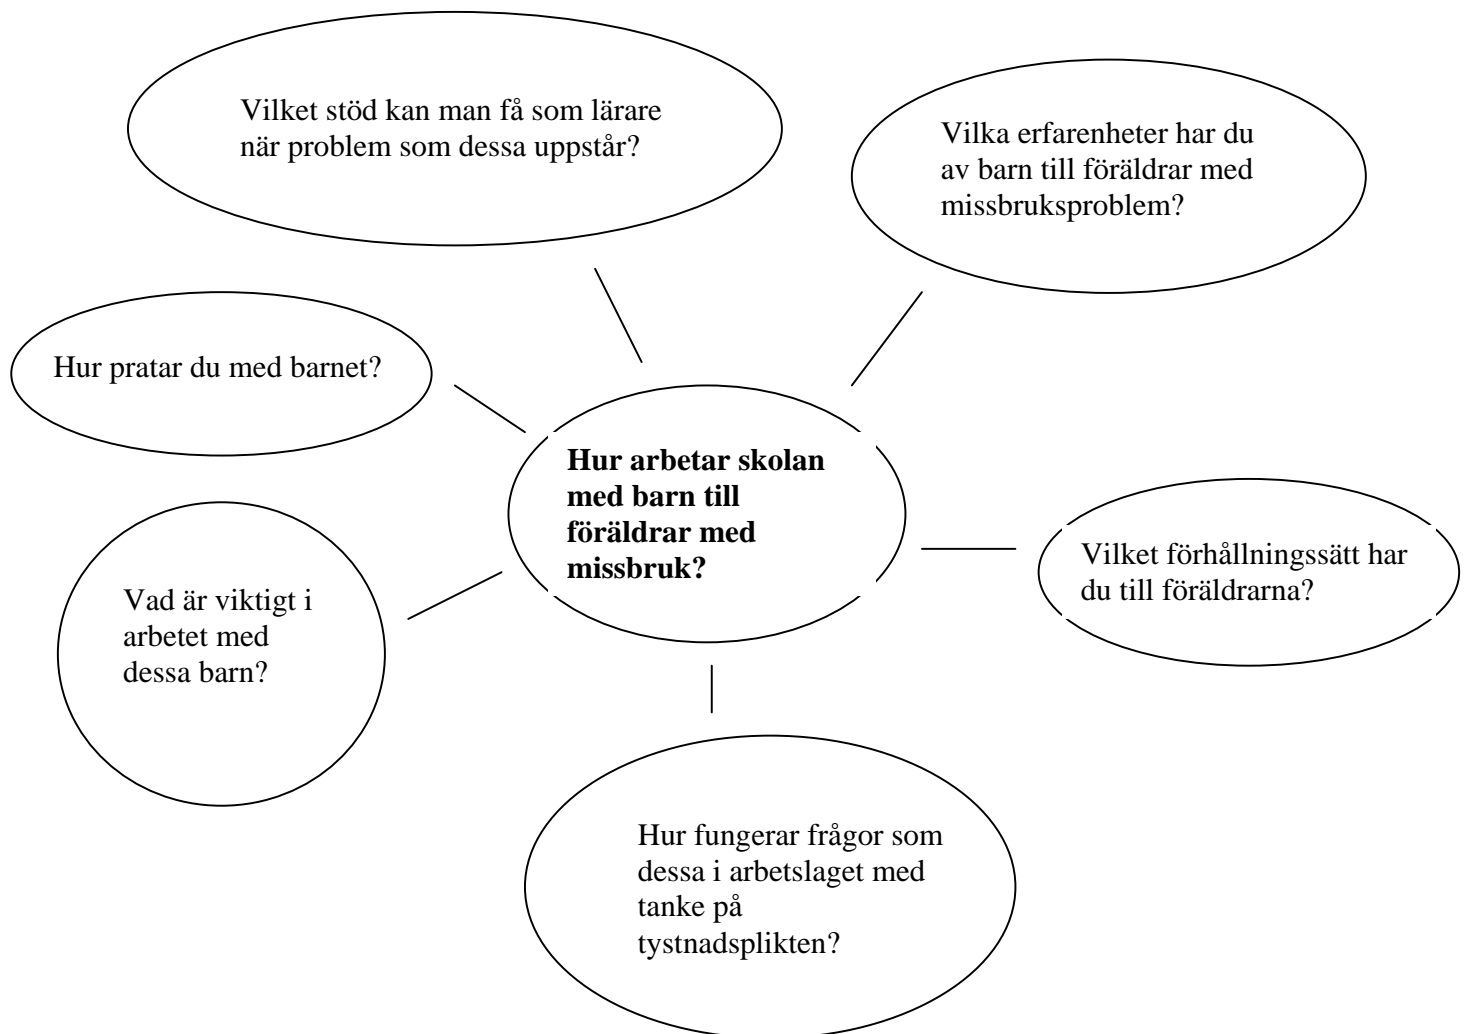 Vilket stöd kan man få som lärare
när problem som dessa uppstår?
Vilka erfarenheter har du
av barn till föräldrar med
missbruksproblem?
Hur pratar du med barnet?
Hur arbetar skolan
med barn till
föräldrar med
missbruk?
Vilket förhållningssätt har
du till föräldrarna?
Vad är viktigt i
arbetet med
dessa barn?
Hur fungerar frågor som
dessa i arbetslaget med
tanke på
tystnadsplikten?